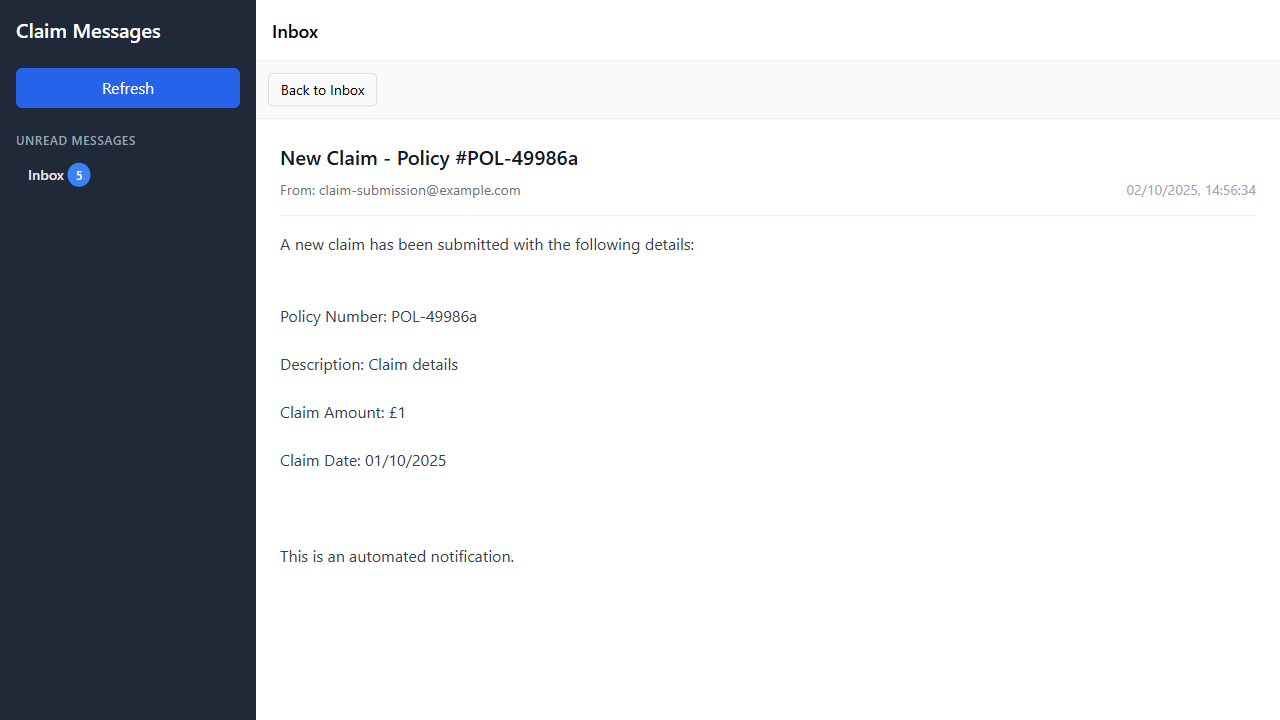 Claim Messages
Refresh
UNREAD MESSAGES
Inbox 5
Inbox
Back to Inbox
New Claim - Policy #POL-49986a
From: claim-submission@example.com
02/10/2025, 14:56:34
A new claim has been submitted with the following details:
Policy Number: POL-49986a
Description: Claim details
Claim Amount: £1
Claim Date: 01/10/2025
This is an automated notification.